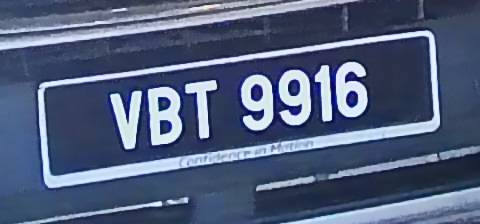 VBT 9916
Confidence in Motion